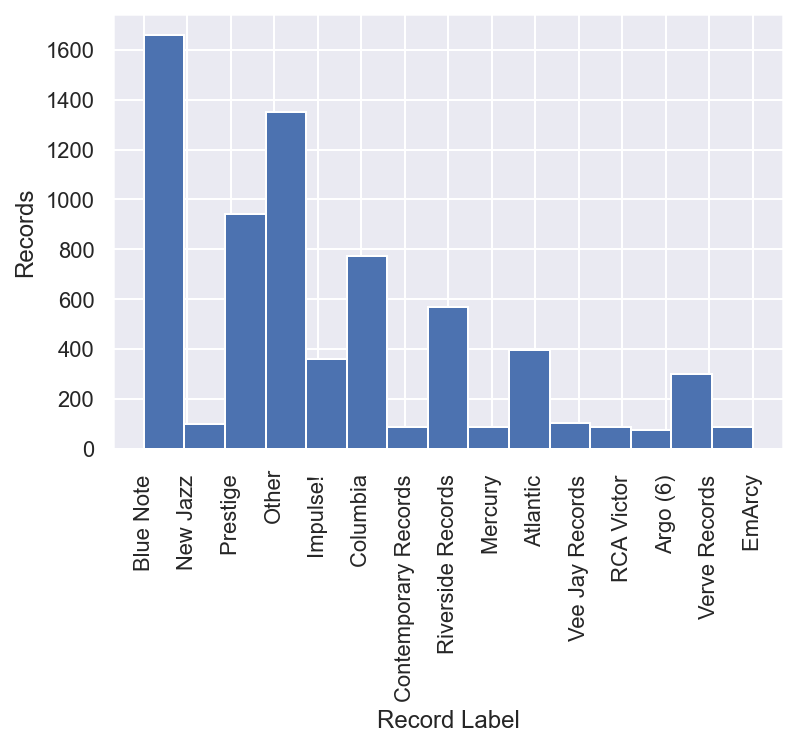 1600
1400
1200
1000
800
600
400
200
0
Records
Blue Note
New Jazz
Prestige
Other
Impulse!
Columbia
Contemporary Records
Riverside Records
Mercury
Atlantic
Vee Jay Records
RCA Victor
Argo (6)
Verve Records
EmArcy
Record Label